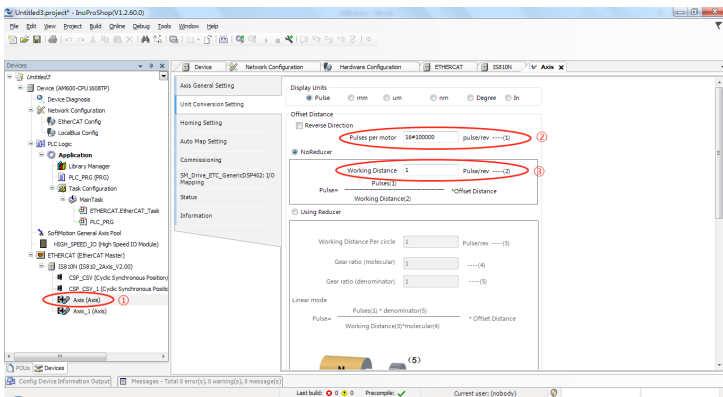 Untitled3.project* - InoProShop(V1.2.60.0)
File Edit View Project Build Online Debug Tools Window Help
Devices
Untitled3
Device (AM600-CPU1608TP)
Device Diagnosis
Network Configuration
EtherCAT Config
LocalBus Config
PLC Logic
Application
Library Manager
PLC_PRG (PRG)
Task Configuration
MainTask
ETHERCAT.EtherCAT_Task
PLC_PRG
SoftMotion General Axis Pool
HIGH_SPEED_IO (High Speed IO Module)
ETHERCAT (EtherCAT Master)
IS810N (IS810_2Axis_V2.00)
CSP_CSV (Cyclic Synchronous Position/
CSP_CSV_1 (Cyclic Synchronous Positio
Axis (Axis) ①
Axis_1 (Axis)
POUs Devices
Device Network Configuration Hardware Configuration ETHERCAT IS810N Axis x
Axis General Setting
Unit Conversion Setting
Homing Setting
Auto Map Setting
Commissioning
SM_Drive_ETC_GenericDSP402: I/O
Mapping
Status
Information
Display Units
Pulse mm um nm Degree In
Offset Distance
Reverse Direction
Pulses per motor 16#100000 pulse/rev ----(1) ②
NoReducer
Working Distance 1 Pulse/rev ----(2) ③
Pulses(1)
Pulse= *Offset Distance
Working Distance(2)
Using Reducer
Working Distance Per circle 1 Pulse/rev ----(3)
Gear ratio (molecular) 1 ----(4)
Gear ratio (denominator) 1 ----(5)
Linear mode
Pulses(1) * denominator(5)
Pulse= * Offset Distance
Working Distance(3)*molecular(4)
(5)
M
Config Device Information Output Messages - Total 0 error(s), 0 warning(s), 0 message(s)
Last build: 0 0 Precompile: Current user: (nobody)